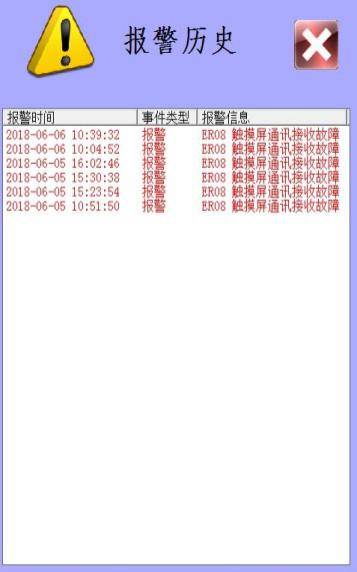 报警历史
报警时间 事件类型 报警信息
2018-06-06 10:39:32 报警 ER08 触摸屏通讯接收故障
2018-06-06 10:04:52 报警 ER08 触摸屏通讯接收故障
2018-06-05 16:02:46 报警 ER08 触摸屏通讯接收故障
2018-06-05 15:30:38 报警 ER08 触摸屏通讯接收故障
2018-06-05 15:23:54 报警 ER08 触摸屏通讯接收故障
2018-06-05 10:51:50 报警 ER08 触摸屏通讯接收故障